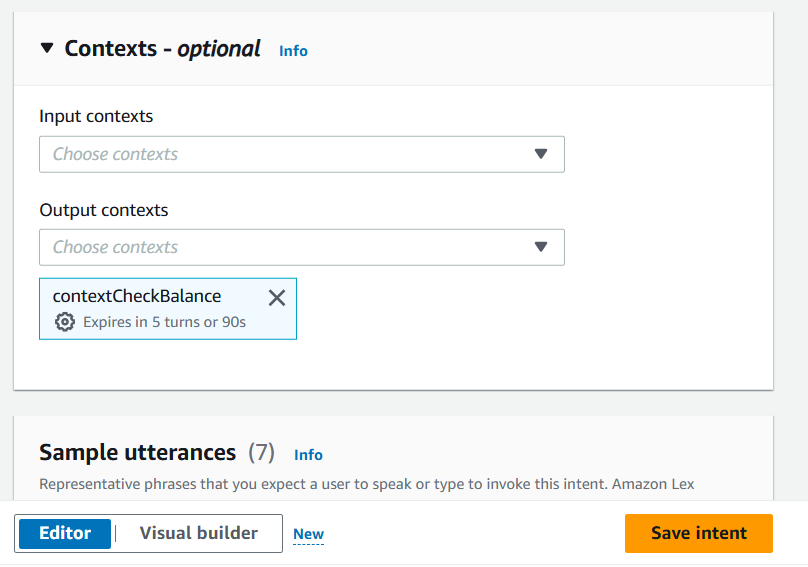 Contexts - optional Info
Input contexts
Choose contexts
Output contexts
Choose contexts
contextCheckBalance
Expires in 5 turns or 90s
Sample utterances (7) Info
Representative phrases that you expect a user to speak or type to invoke this intent. Amazon Lex
Editor Visual builder New Save intent